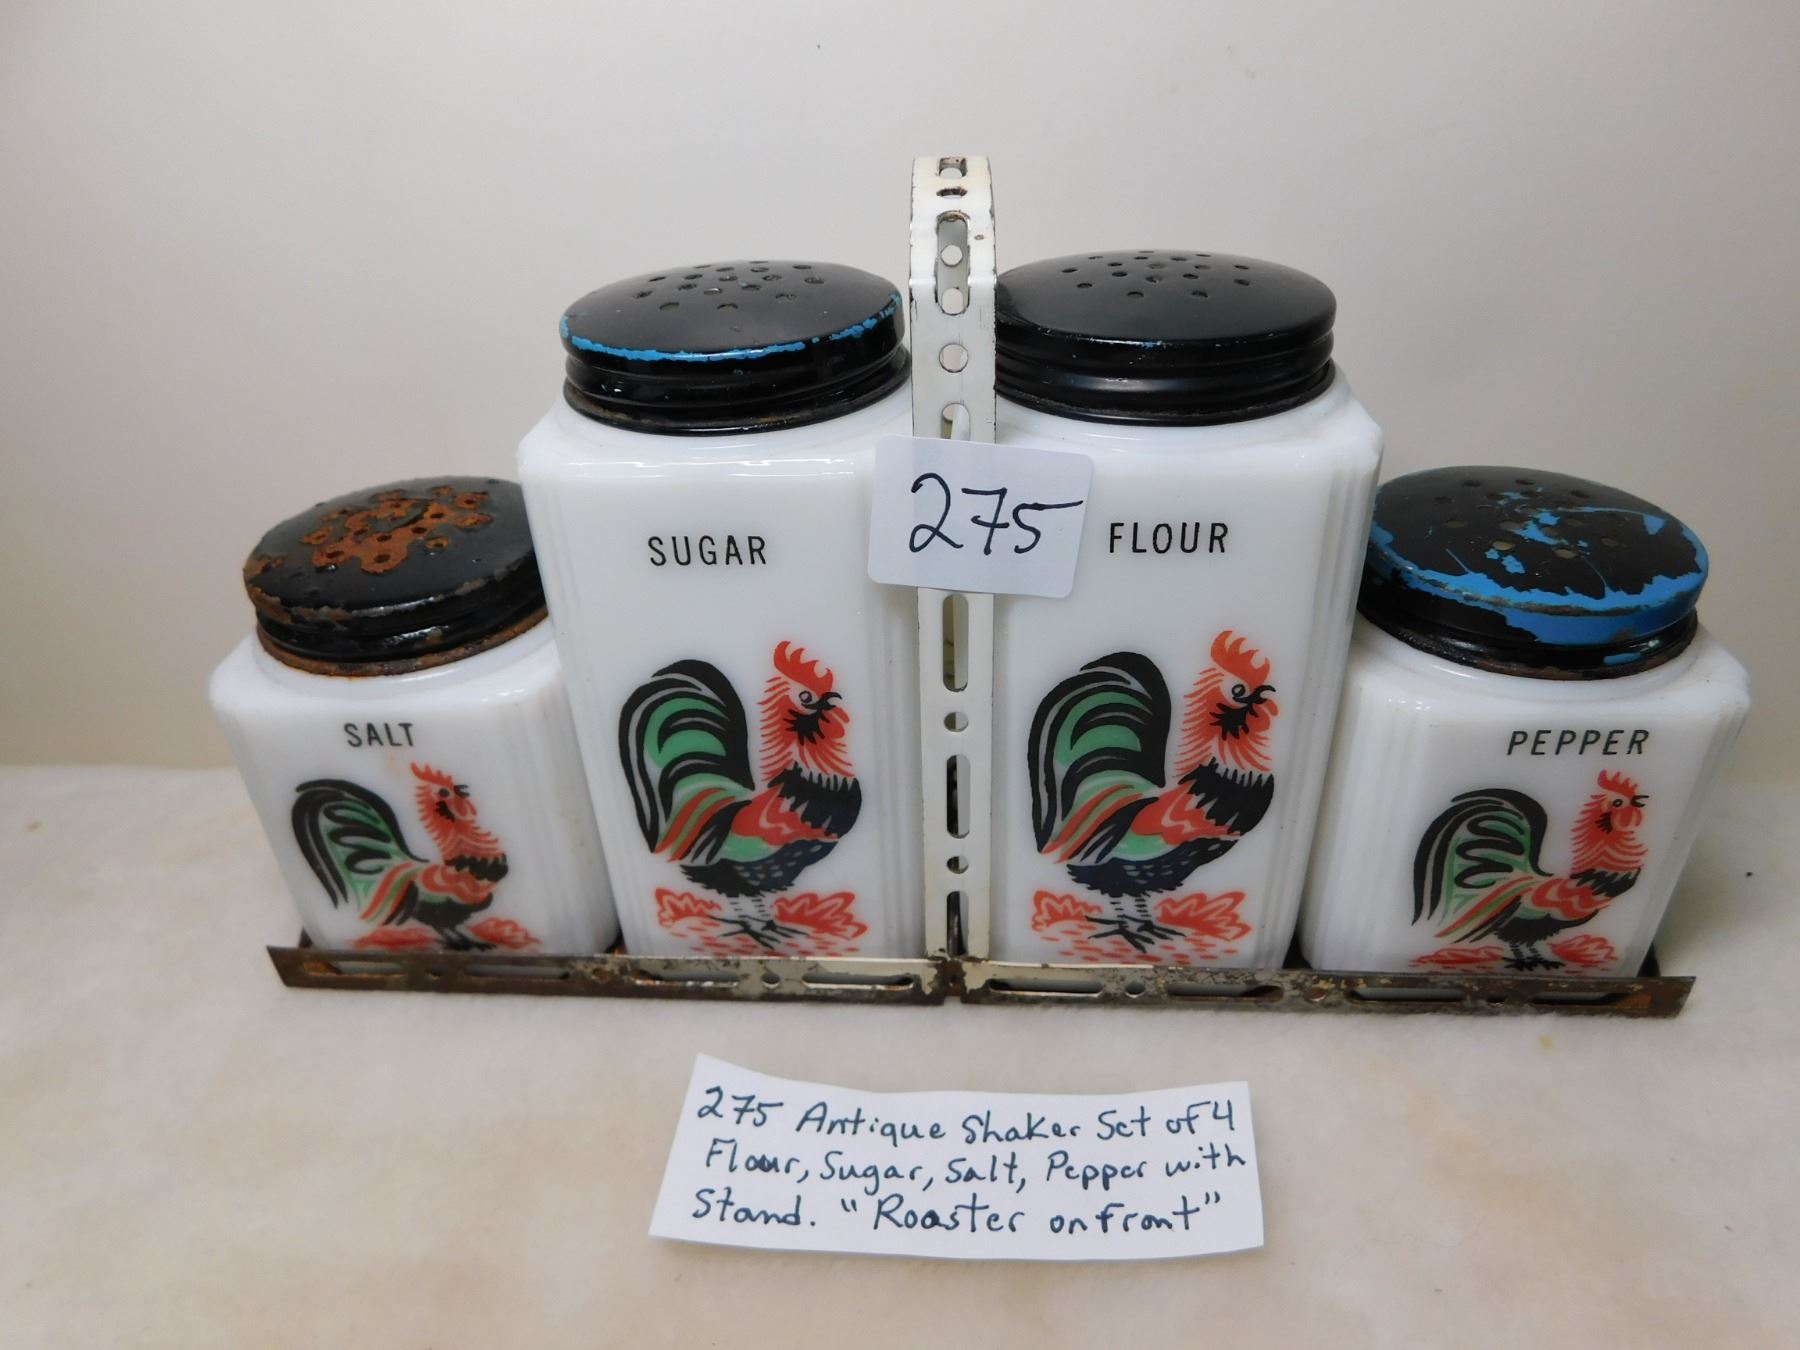 SUGAR
275
FLOUR
SALT
PEPPER
275 Antique Shaker Set of 4
Flour, Sugar, Salt, Pepper with
Stand. "Roaster on front"